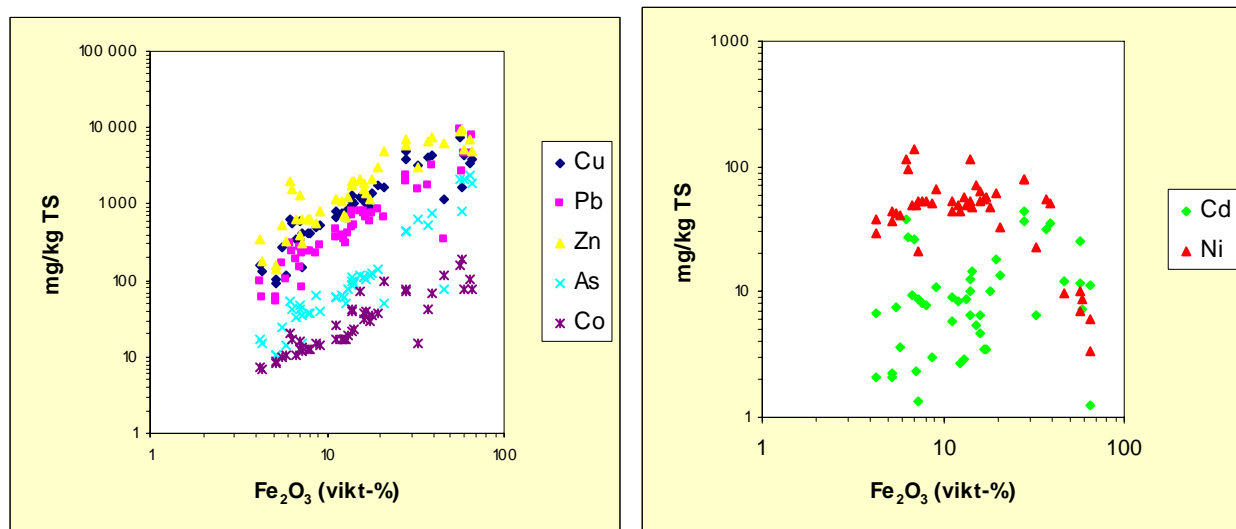 100 000
10 000
1000
100
10
1
1
10
100
mg/kg TS
Fe₂O₃ (vikt-%)
Cu
Pb
Zn
As
Co
1000
100
10
1
1
10
100
mg/kg TS
Fe₂O₃ (vikt-%)
Cd
Ni